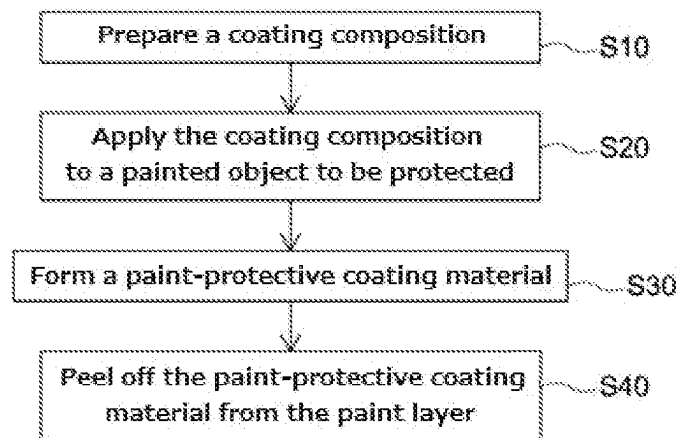 Prepare a coating composition
S10
Apply the coating composition
to a painted object to be protected
S20
Form a paint-protective coating material
S30
Peel off the paint-protective coating
material from the paint layer
S40